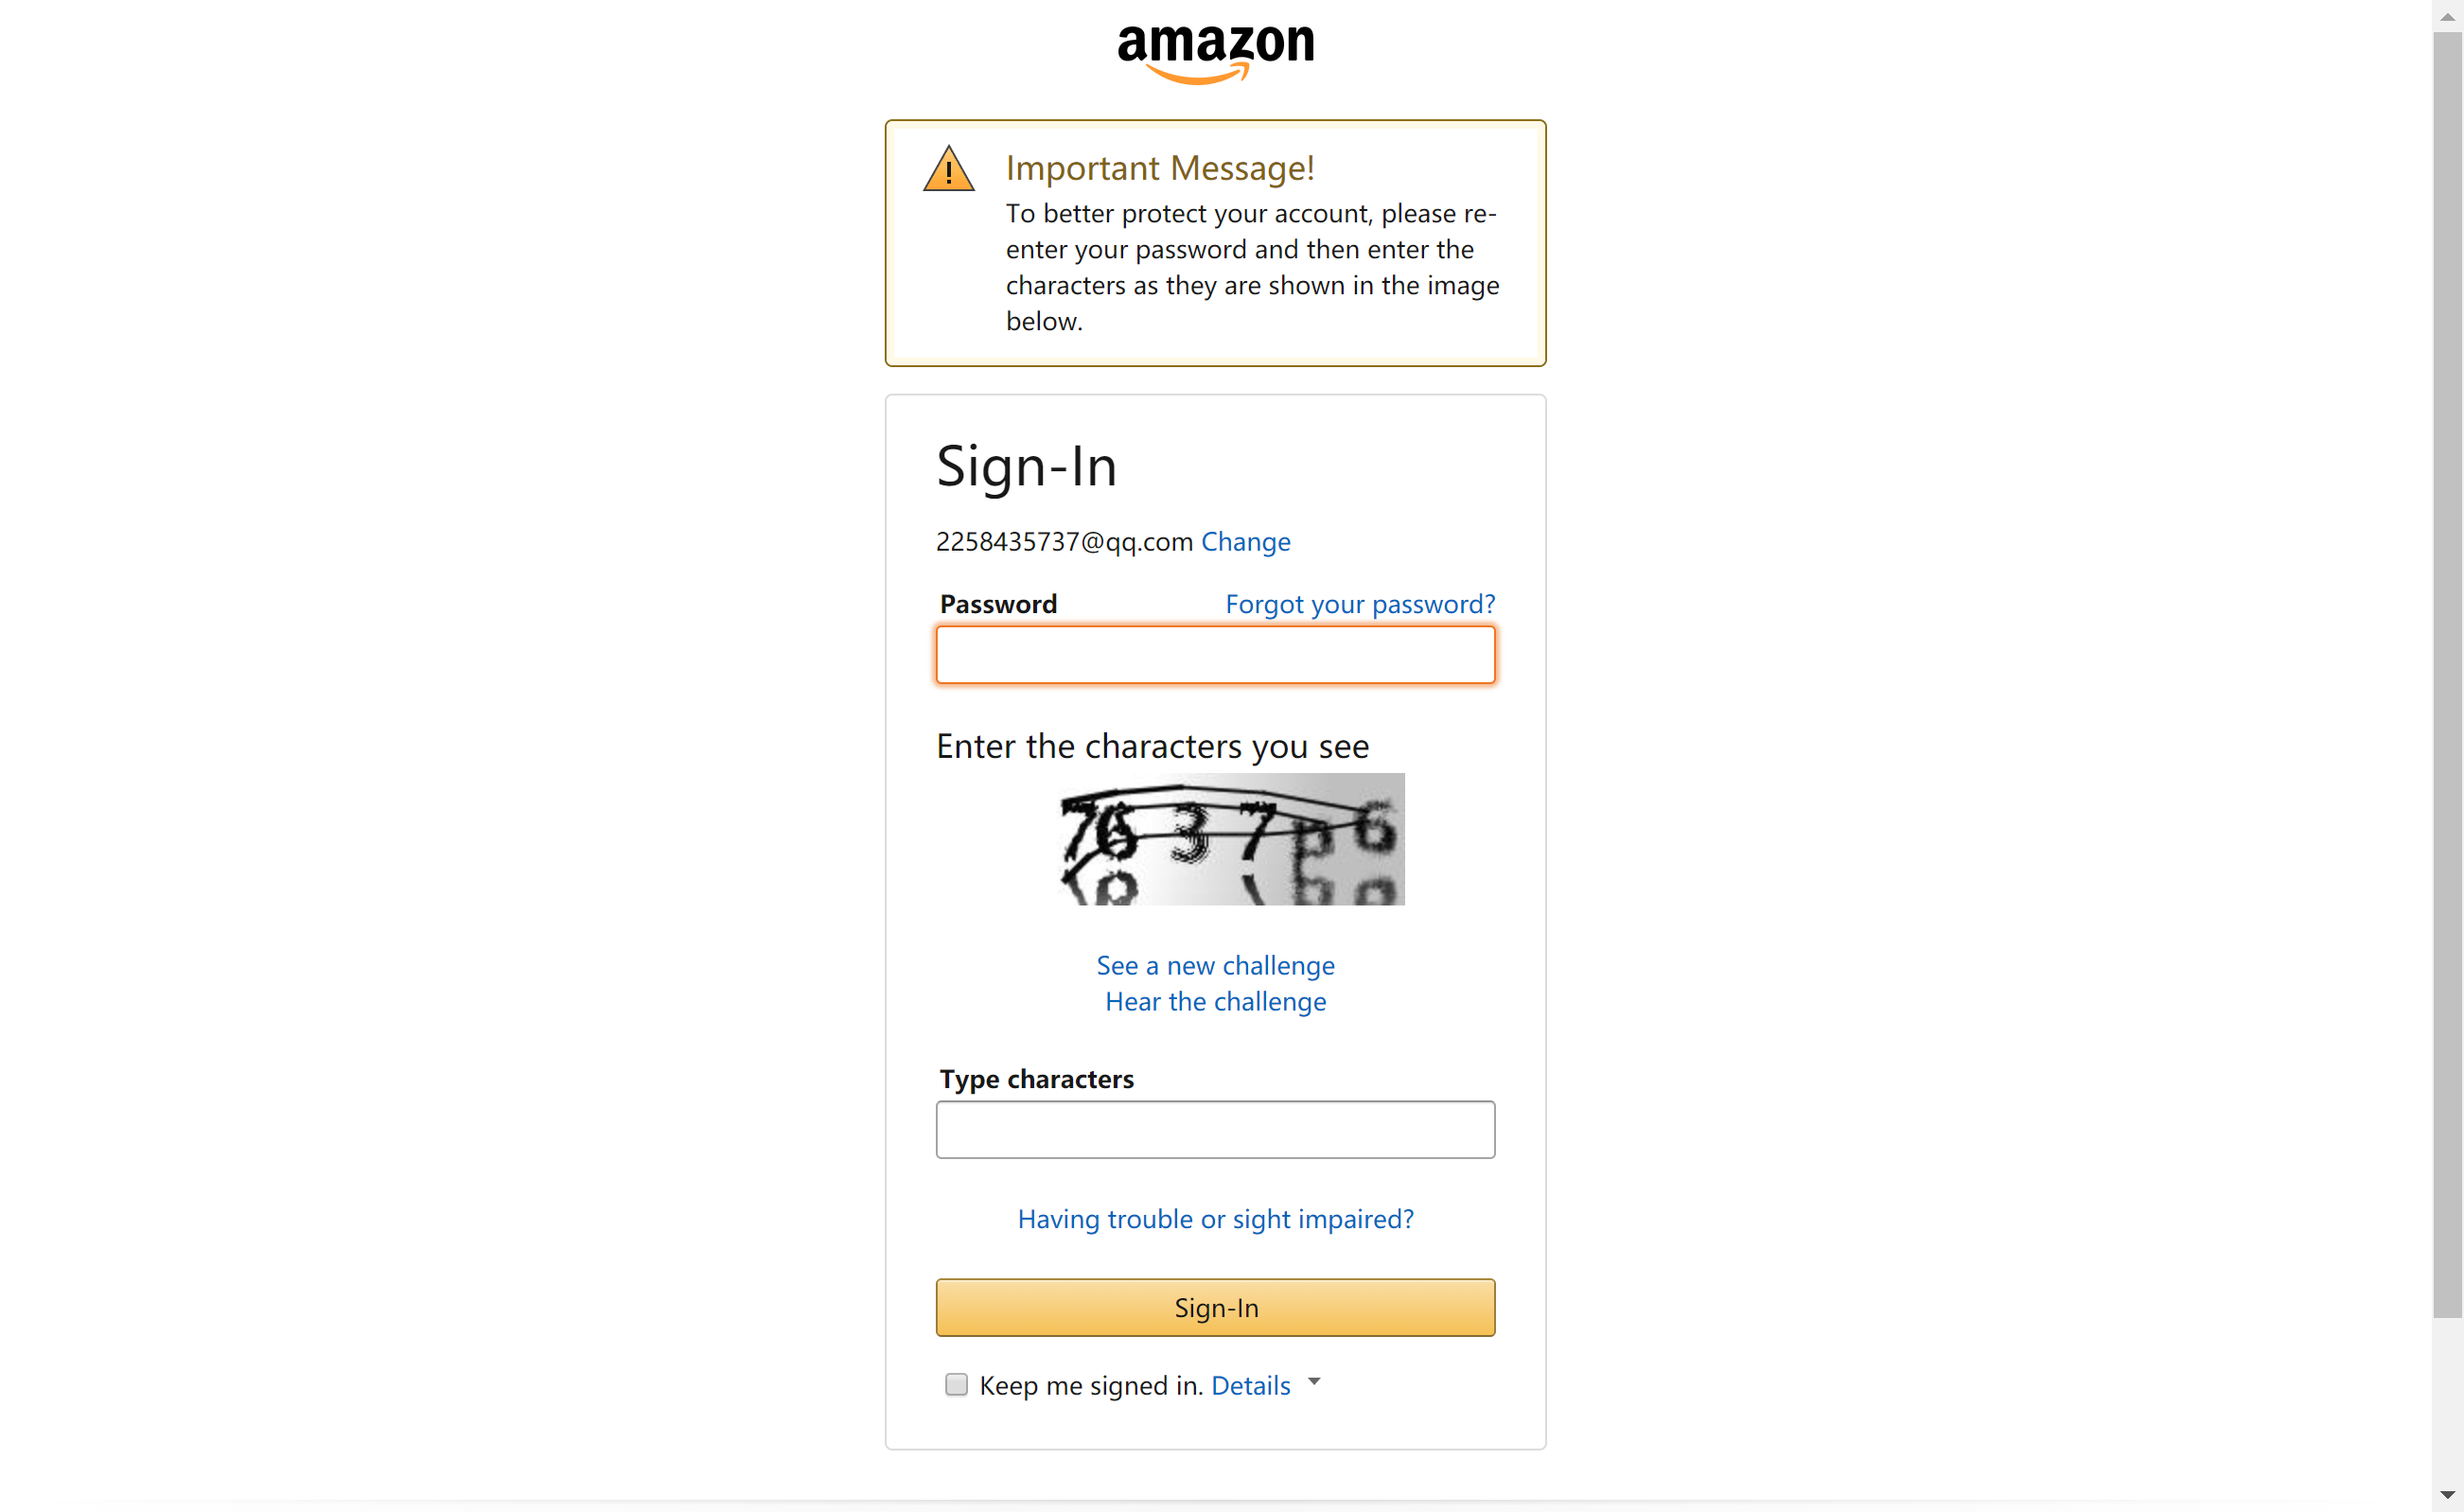 amazon
Important Message!
To better protect your account, please re-
enter your password and then enter the
characters as they are shown in the image
below.
Sign-In
2258435737@qq.com Change
Password Forgot your password?
Enter the characters you see
See a new challenge
Hear the challenge
Type characters
Having trouble or sight impaired?
Sign-In
Keep me signed in. Details